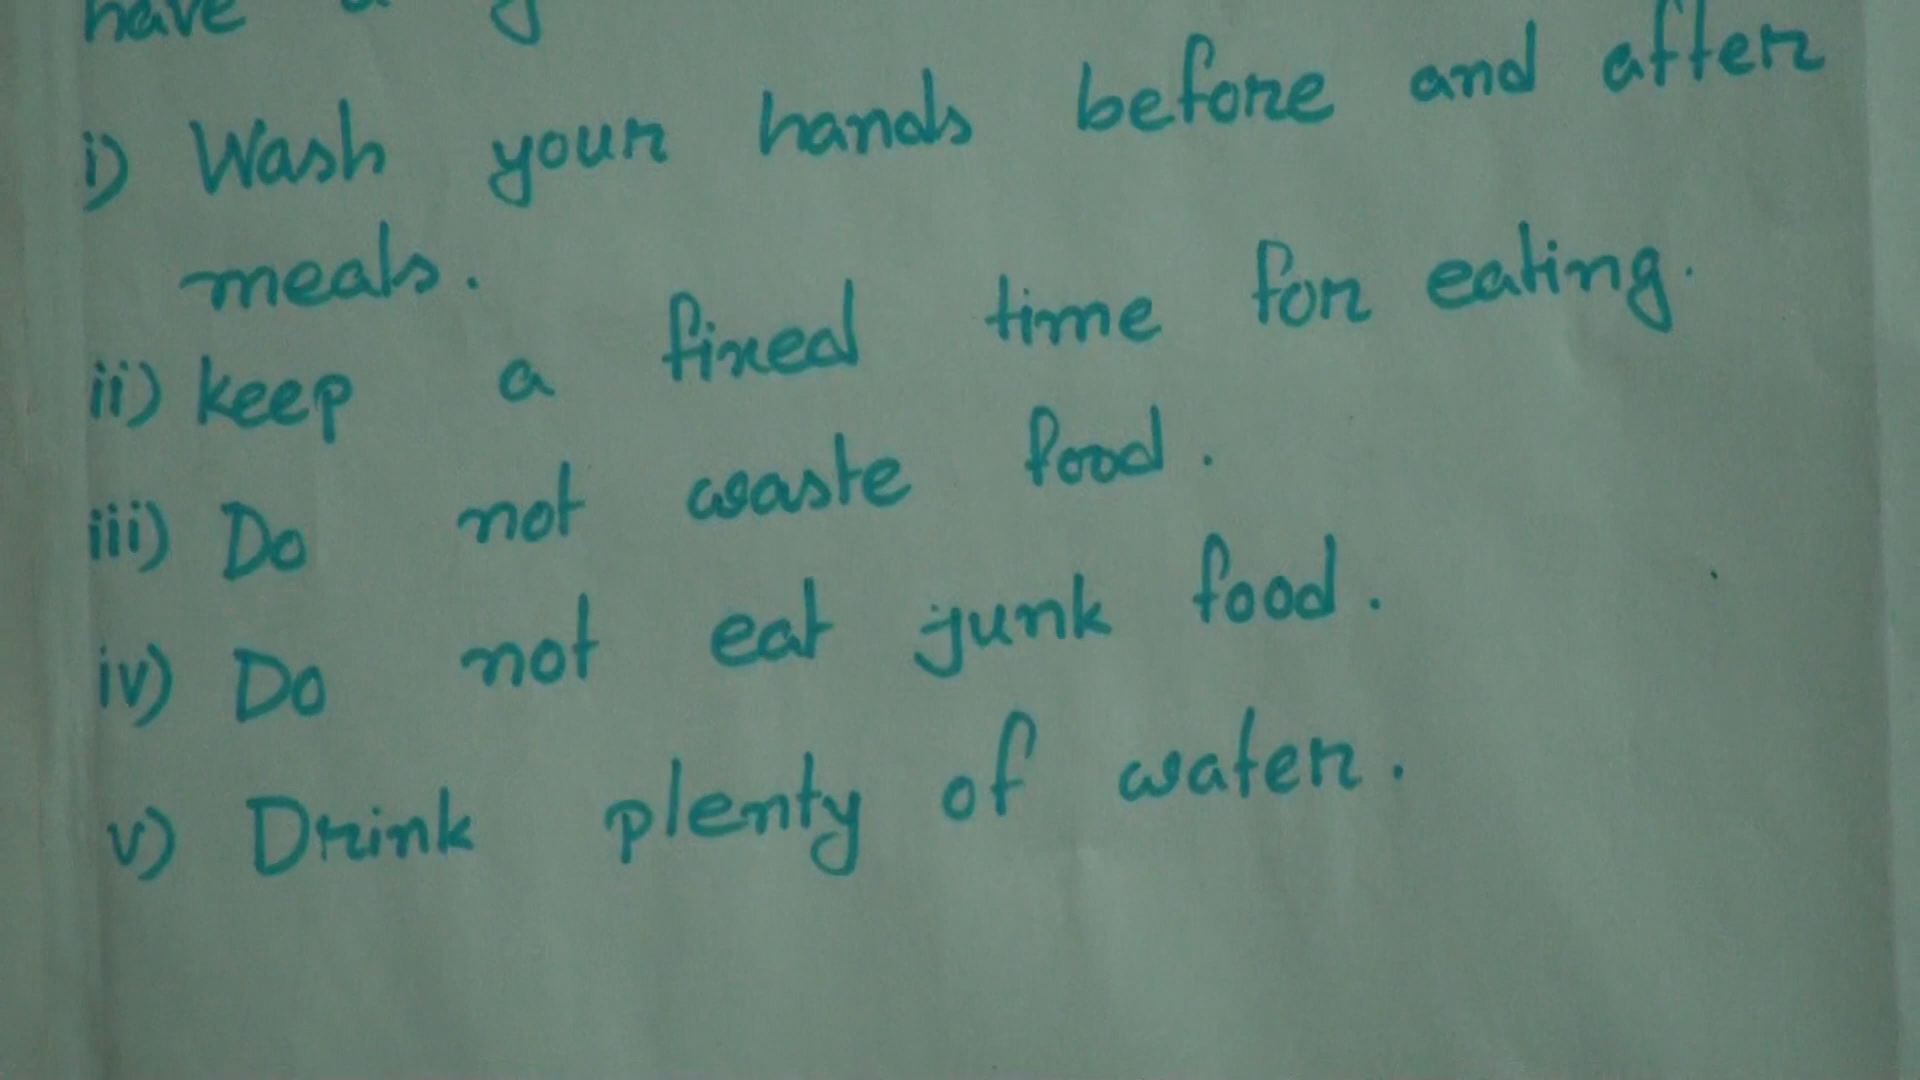 have a
i) Wash your hands before and after
meals.
ii) keep a fixed time for eating.
iii) Do not waste food.
iv) Do not eat junk food.
v) Drink plenty of water.